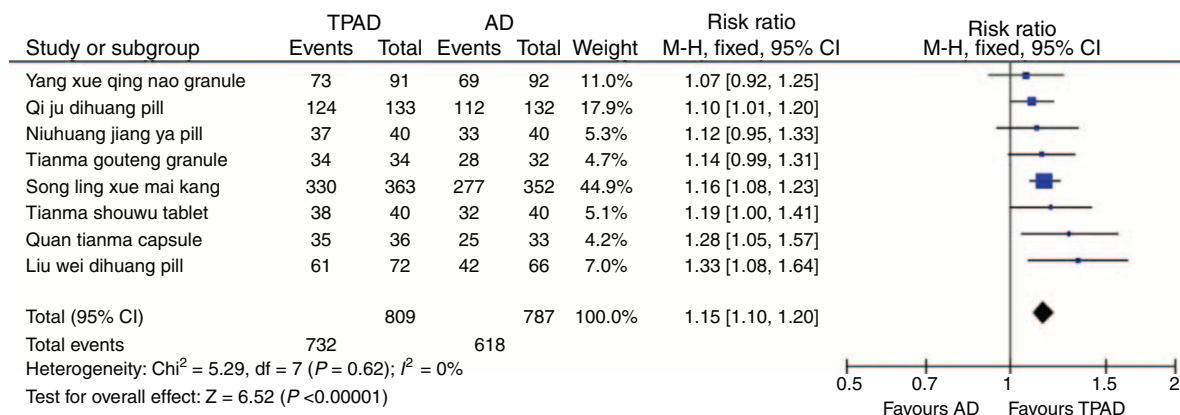 TPAD AD Risk ratio Risk ratio
Study or subgroup Events Total Events Total Weight M-H, fixed, 95% CI M-H, fixed, 95% CI
Yang xue qing nao granule 73 91 69 92 11.0% 1.07 [0.92, 1.25]
Qi ju dihuang pill 124 133 112 132 17.9% 1.10 [1.01, 1.20]
Niuhuang jiang ya pill 37 40 33 40 5.3% 1.12 [0.95, 1.33]
Tianma gouteng granule 34 34 28 32 4.7% 1.14 [0.99, 1.31]
Song ling xue mai kang 330 363 277 352 44.9% 1.16 [1.08, 1.23]
Tianma shouwu tablet 38 40 32 40 5.1% 1.19 [1.00, 1.41]
Quan tianma capsule 35 36 25 33 4.2% 1.28 [1.05, 1.57]
Liu wei dihuang pill 61 72 42 66 7.0% 1.33 [1.08, 1.64]
Total (95% CI) 809 787 100.0% 1.15 [1.10, 1.20]
Total events 732 618
Heterogeneity: Chi² = 5.29, df = 7 (P = 0.62); I² = 0%
Test for overall effect: Z = 6.52 (P <0.00001)
0.5 0.7 1 1.5 2
Favours AD Favours TPAD